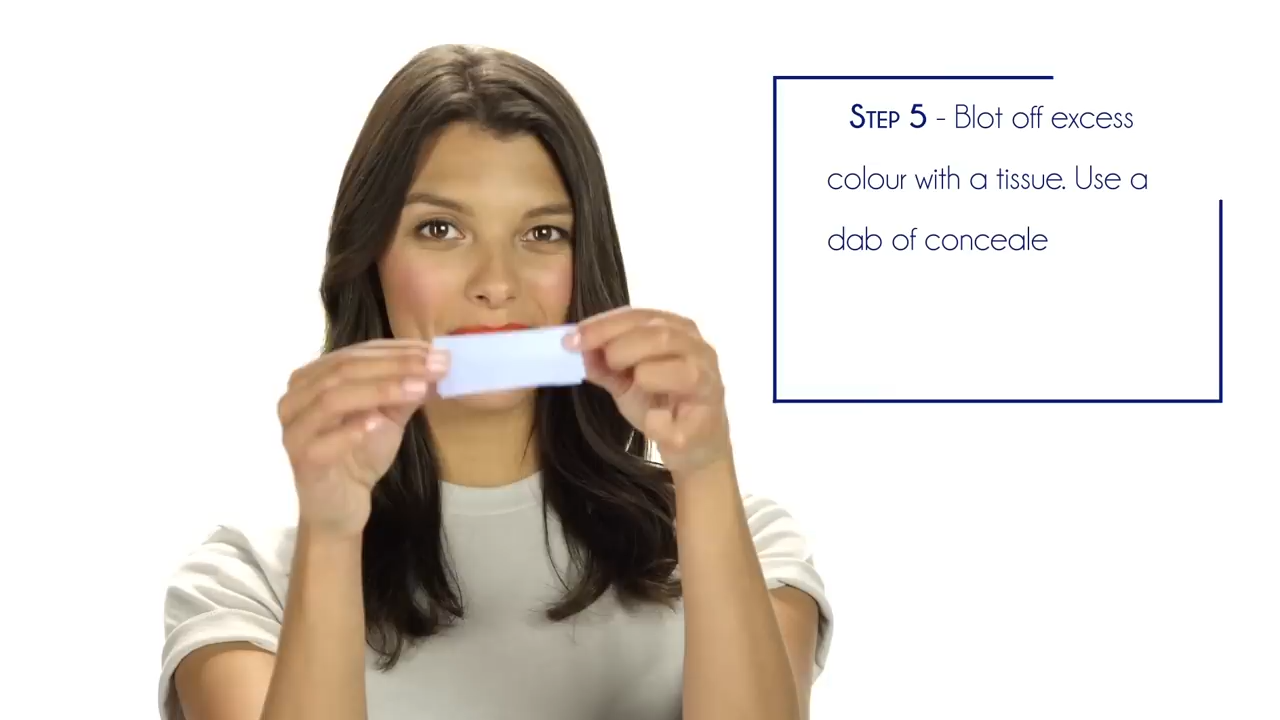 STEP 5 - Blot off excess
colour with a tissue. Use a
dab of conceale